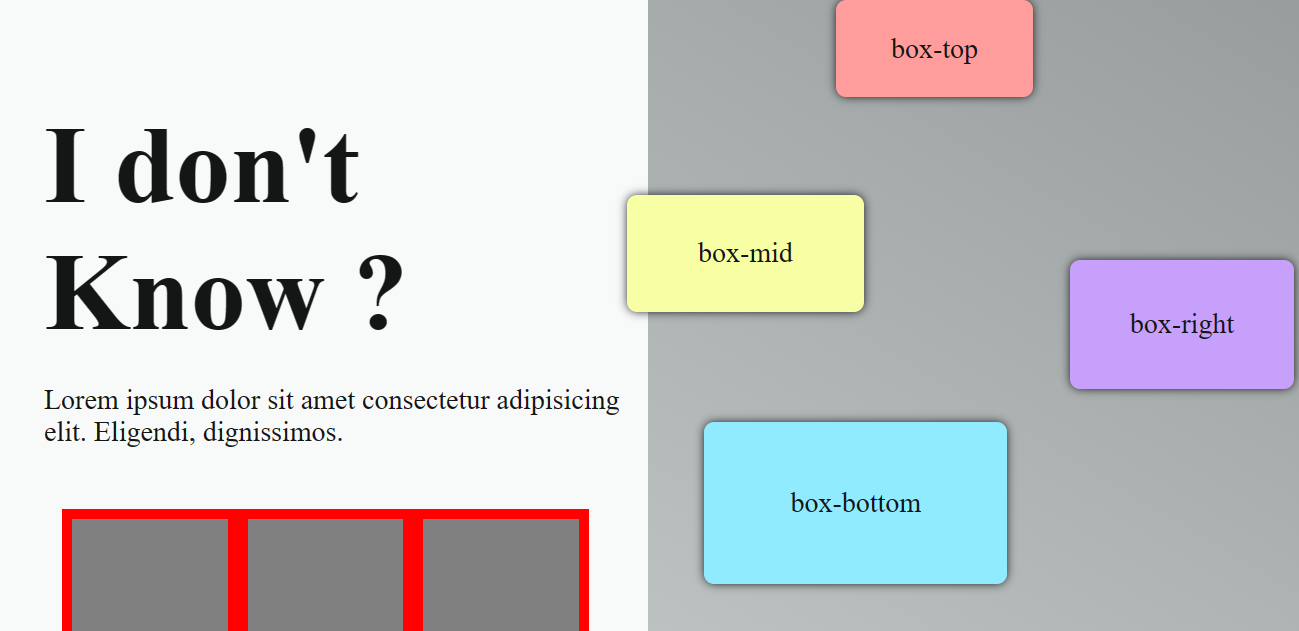 I don't
Know ?
Lorem ipsum dolor sit amet consectetur adipisicing
elit. Eligendi, dignissimos.
box-top
box-mid
box-right
box-bottom